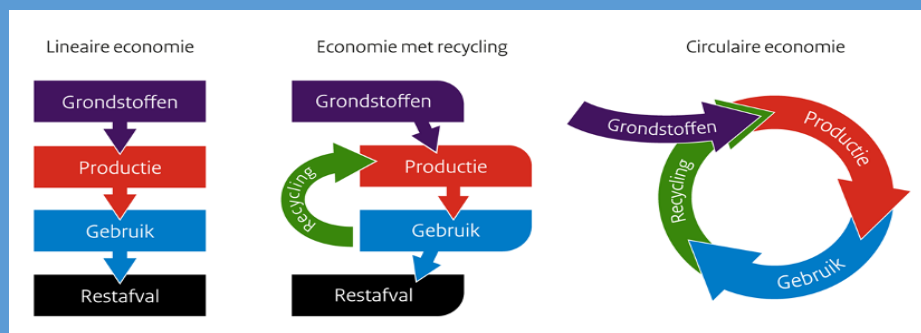 Lineaire economie
Grondstoffen
Productie
Gebruik
Restafval
Economie met recycling
Grondstoffen
Productie
Recycling
Gebruik
Restafval
Circulaire economie
Grondstoffen
Productie
Recycling
Gebruik